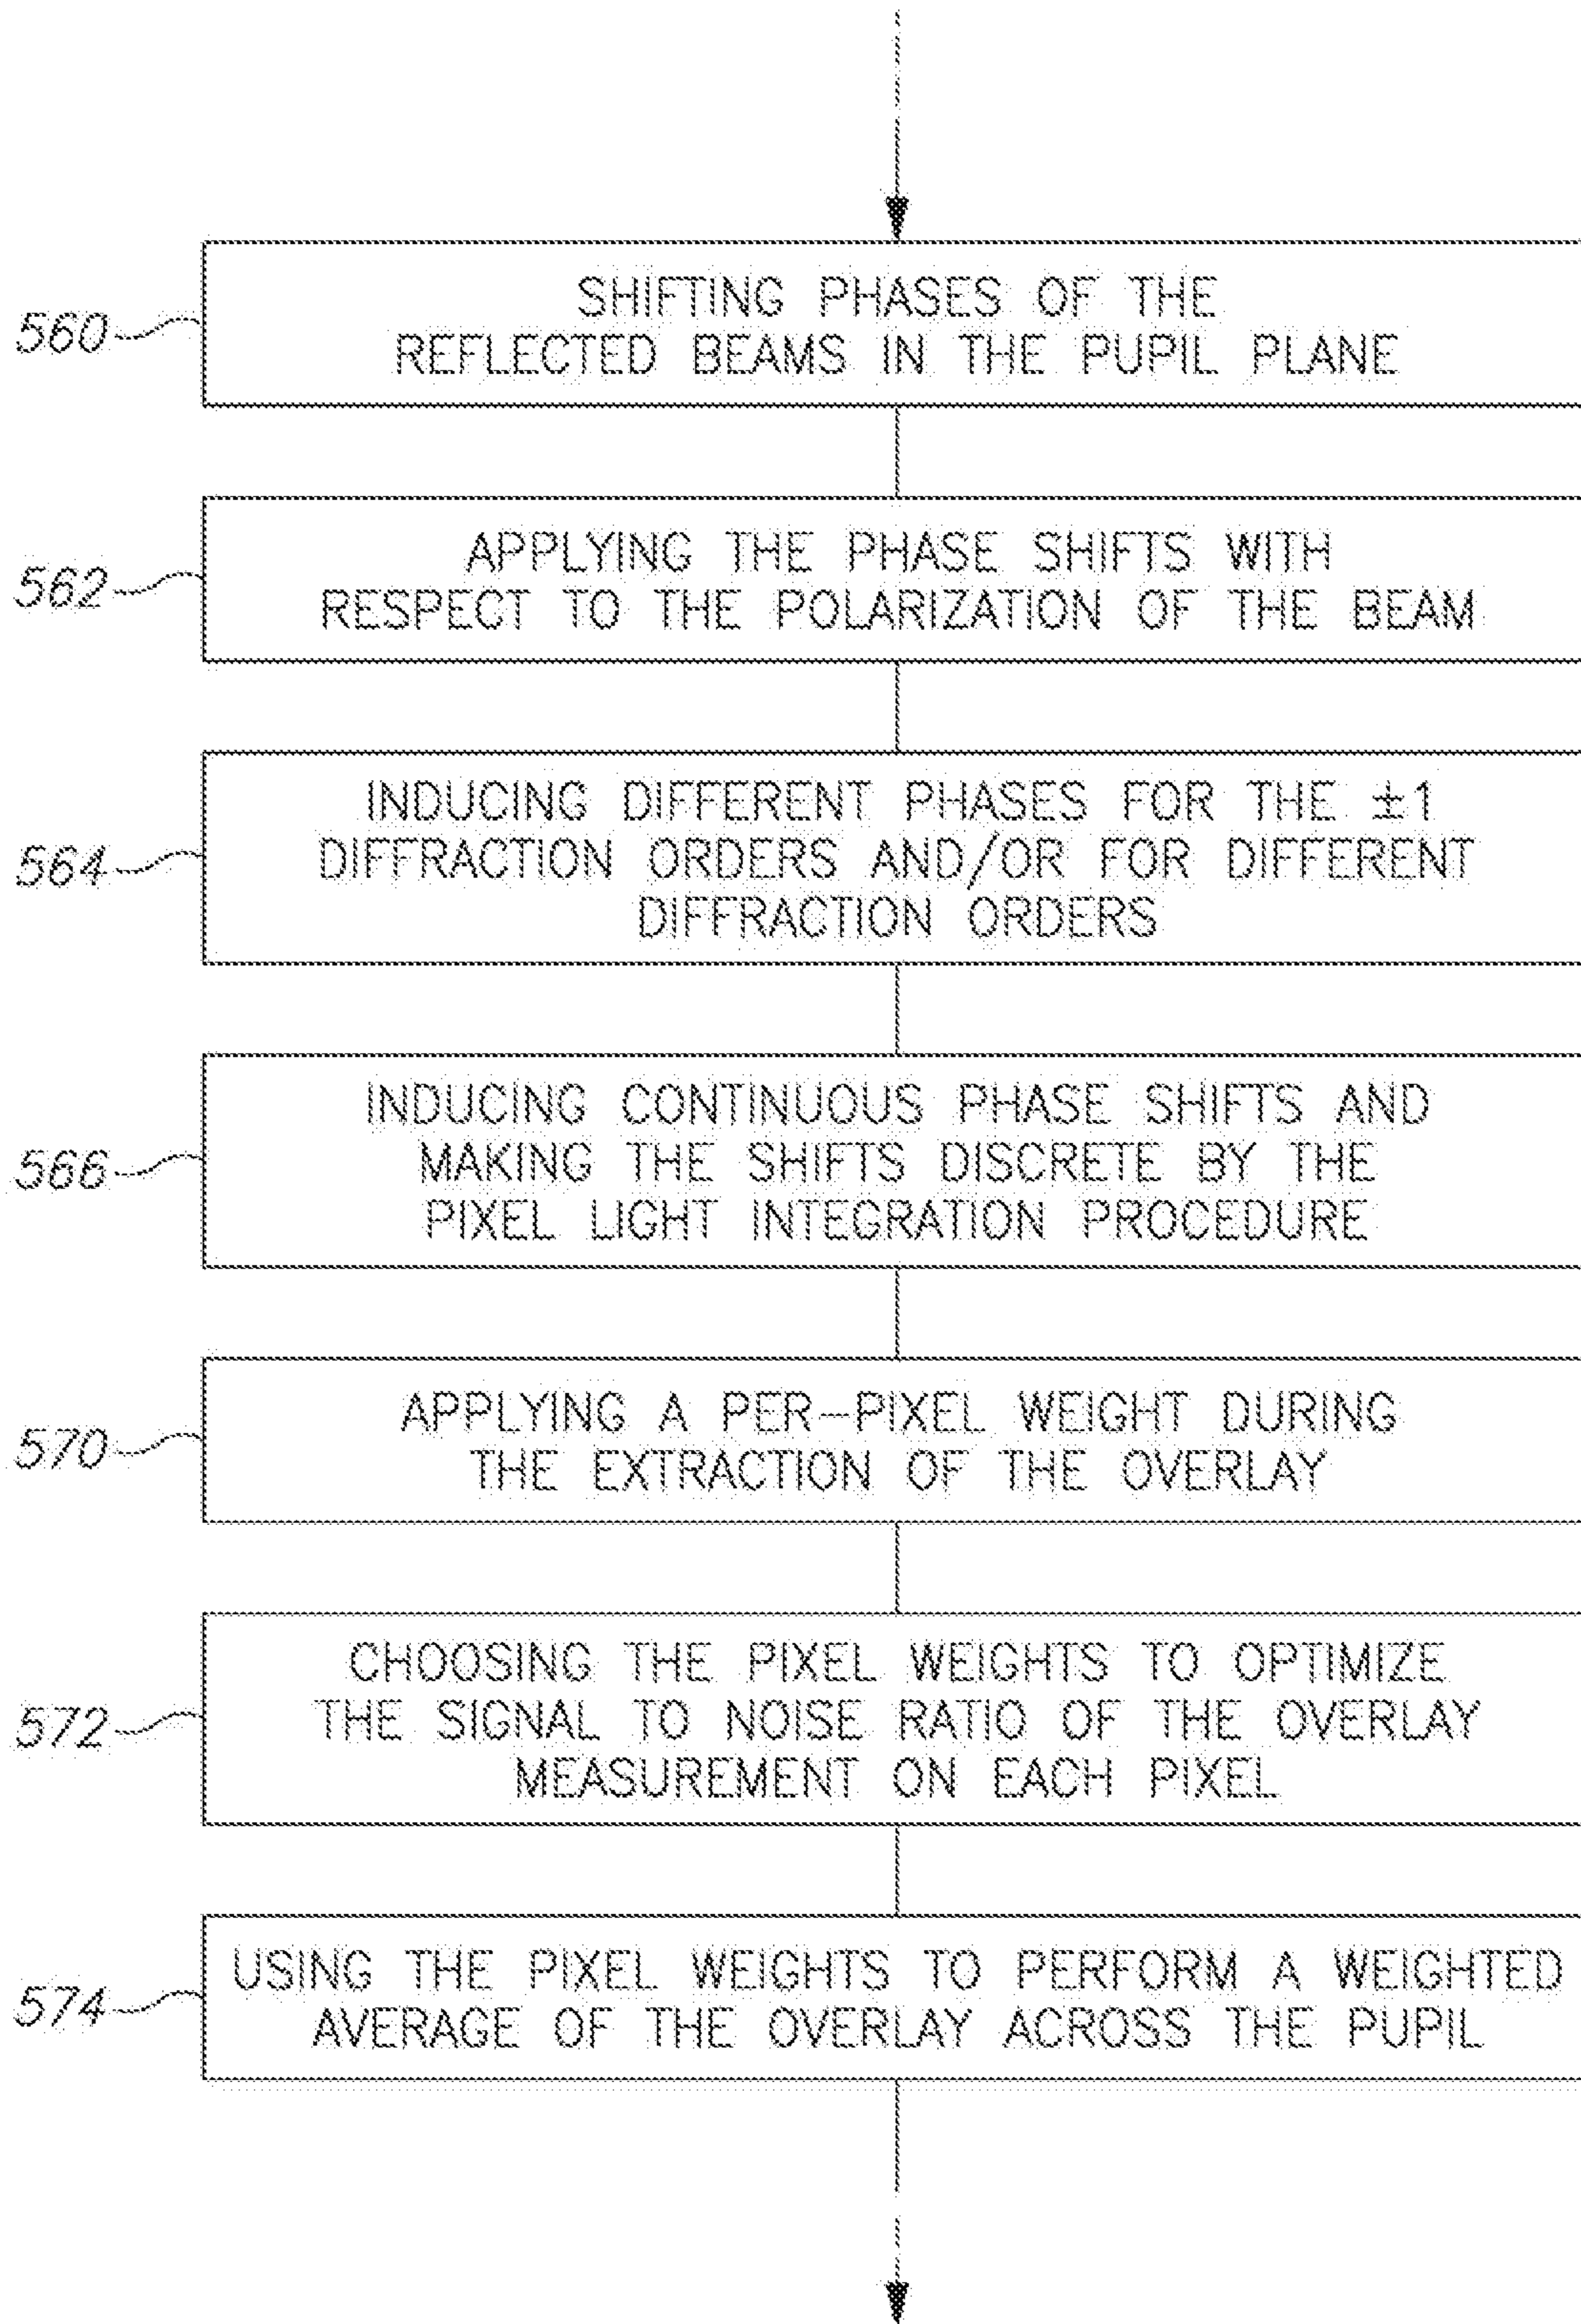 560
SHIFTING PHASES OF THE
REFLECTED BEAMS IN THE PUPIL PLANE
562
APPLYING THE PHASE SHIFTS WITH
RESPECT TO THE POLARIZATION OF THE BEAM
564
INDUCING DIFFERENT PHASES FOR THE ±1
DIFFRACTION ORDERS AND/OR FOR DIFFERENT
DIFFRACTION ORDERS
566
INDUCING CONTINUOUS PHASE SHIFTS AND
MAKING THE SHIFTS DISCRETE BY THE
PIXEL LIGHT INTEGRATION PROCEDURE
570
APPLYING A PER-PIXEL WEIGHT DURING
THE EXTRACTION OF THE OVERLAY
572
CHOOSING THE PIXEL WEIGHTS TO OPTIMIZE
THE SIGNAL TO NOISE RATIO OF THE OVERLAY
MEASUREMENT ON EACH PIXEL
574
USING THE PIXEL WEIGHTS TO PERFORM A WEIGHTED
AVERAGE OF THE OVERLAY ACROSS THE PUPIL